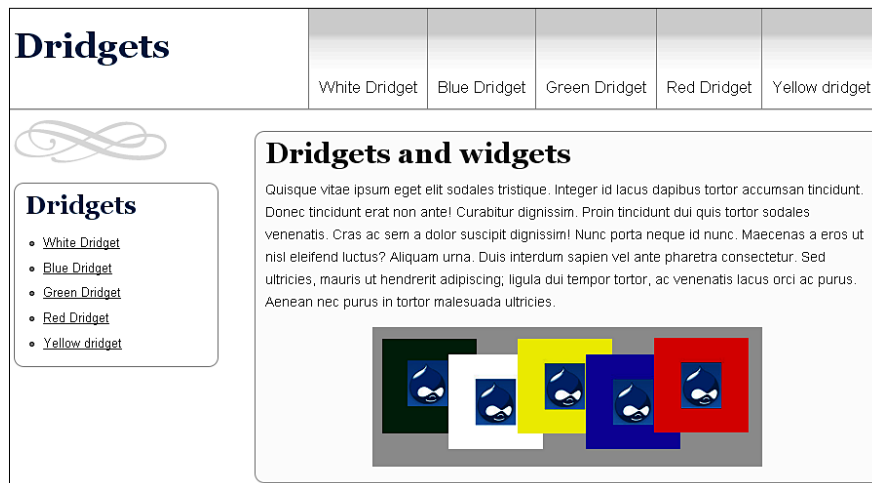 Dridgets
White Dridget
Blue Dridget
Green Dridget
Red Dridget
Yellow dridget
Dridgets
White Dridget
Blue Dridget
Green Dridget
Red Dridget
Yellow dridget
Dridgets and widgets
Quisque vitae ipsum eget elit sodales tristique. Integer id lacus dapibus tortor accumsan tincidunt.
Donec tincidunt erat non ante! Curabitur dignissim. Proin tincidunt dui quis tortor sodales
venenatis. Cras ac sem a dolor suscipit dignissim! Nunc porta neque id nunc. Maecenas a eros ut
nisl eleifend luctus? Aliquam urna. Duis interdum sapien vel ante pharetra consectetur. Sed
ultricies, mauris ut hendrerit adipiscing; ligula dui tempor tortor, ac venenatis lacus orci ac purus.
Aenean nec purus in tortor malesuada ultricies.